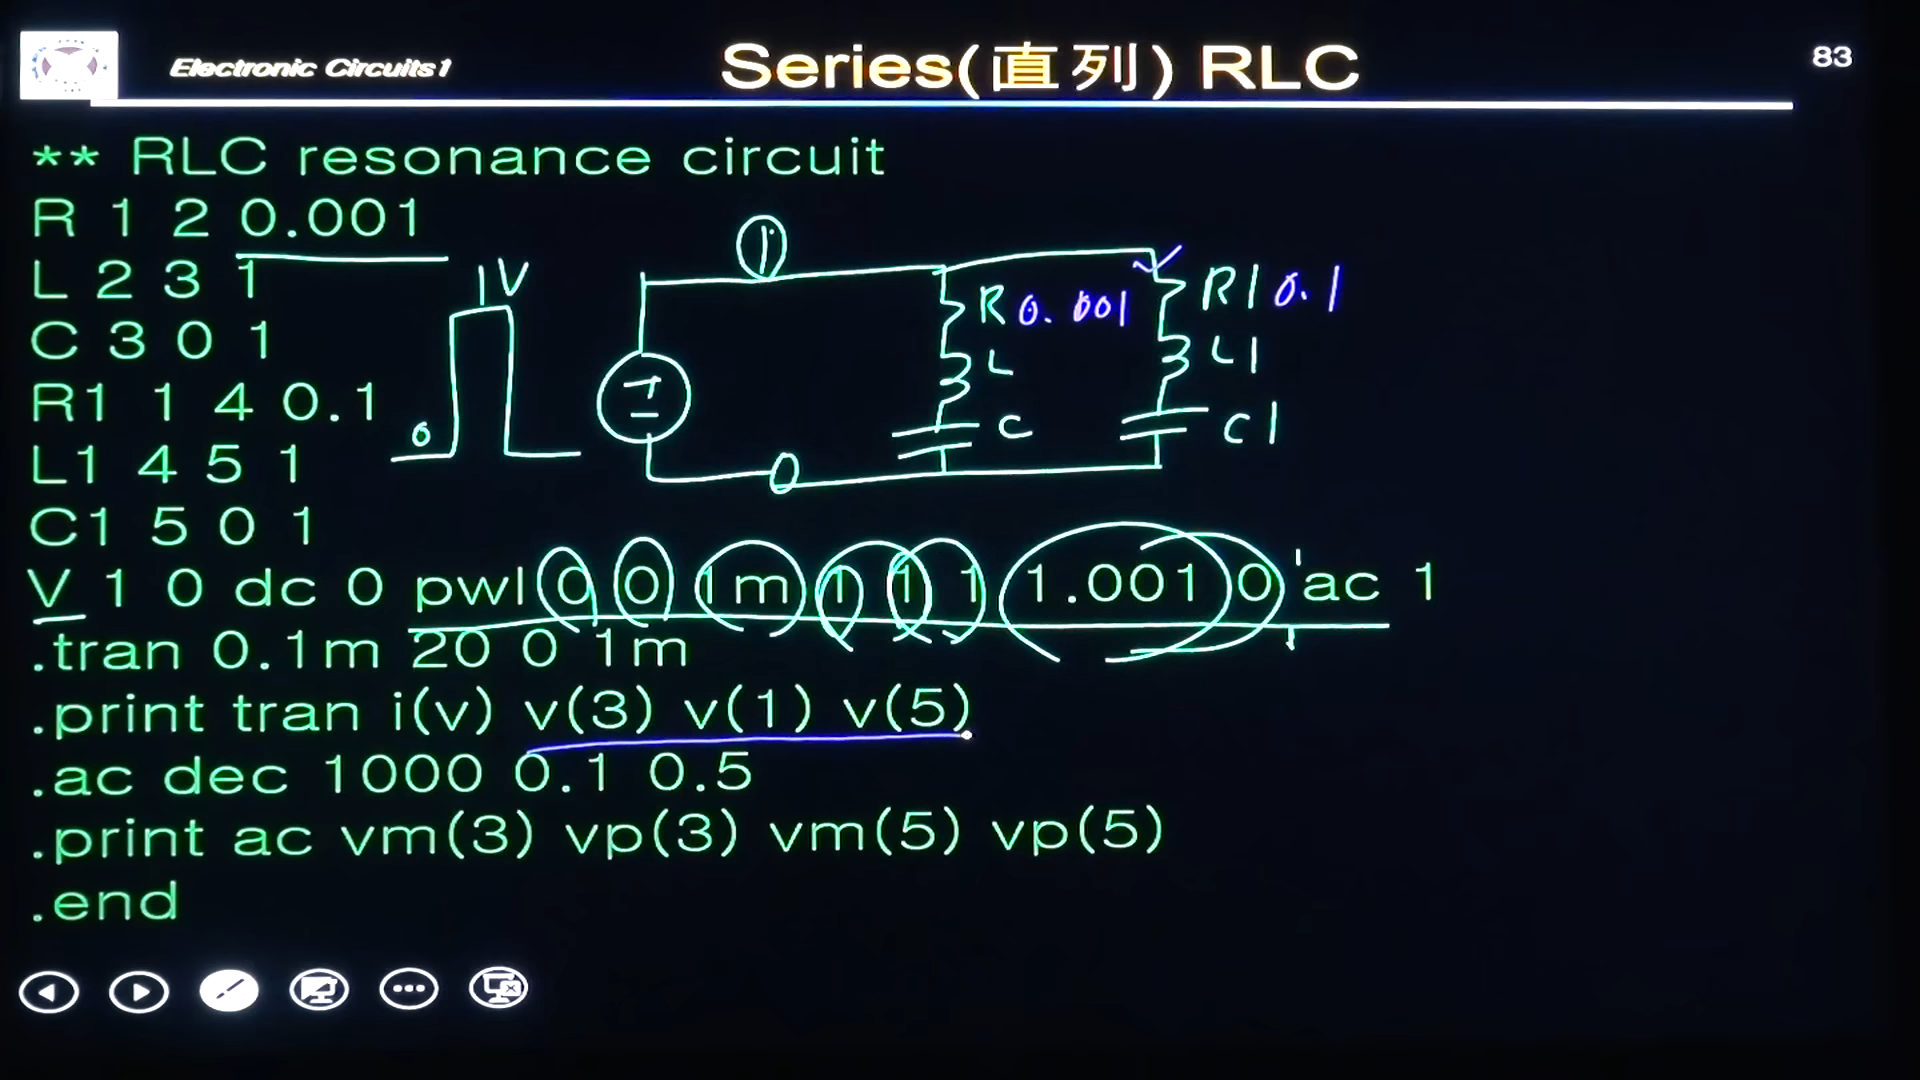 Electronic Circuits1
Series(直列) RLC
83
** RLC resonance circuit
R 1 2 0.001
L 2 3 1
C 3 0 1
R1 1 4 0.1
L1 4 5 1
C1 5 0 1
V 1 0 dc 0 pwl 0 0 1m 1 1 1 1.001 0 ac 1
.tran 0.1m 20 0 1m
.print tran i(v) v(3) v(1) v(5)
.ac dec 1000 0.1 0.5
.print ac vm(3) vp(3) vm(5) vp(5)
.end
1V
0
1
R 0.001
L
C
R1 0.1
L1
C1
0